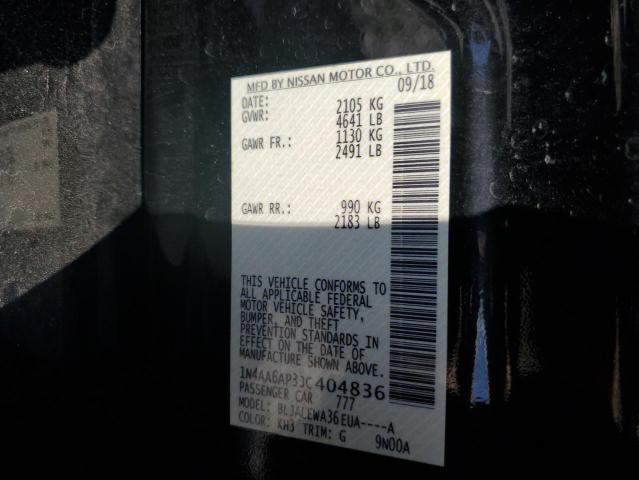 MFD BY NISSAN MOTOR CO., LTD.
DATE: 09/18
GVWR: 2105 KG
4641 LB
GAWR FR.: 1130 KG
2491 LB
GAWR RR.: 990 KG
2183 LB
THIS VEHICLE CONFORMS TO
ALL APPLICABLE FEDERAL
MOTOR VEHICLE SAFETY,
BUMPER, AND THEFT
PREVENTION STANDARDS IN
EFFECT ON THE DATE OF
MANUFACTURE SHOWN ABOVE.
1N4AA6AP3JC404836
PASSENGER CAR 777
MODEL: BLJALEWA36EUA----A
COLOR: KH3 TRIM: G 9N00A